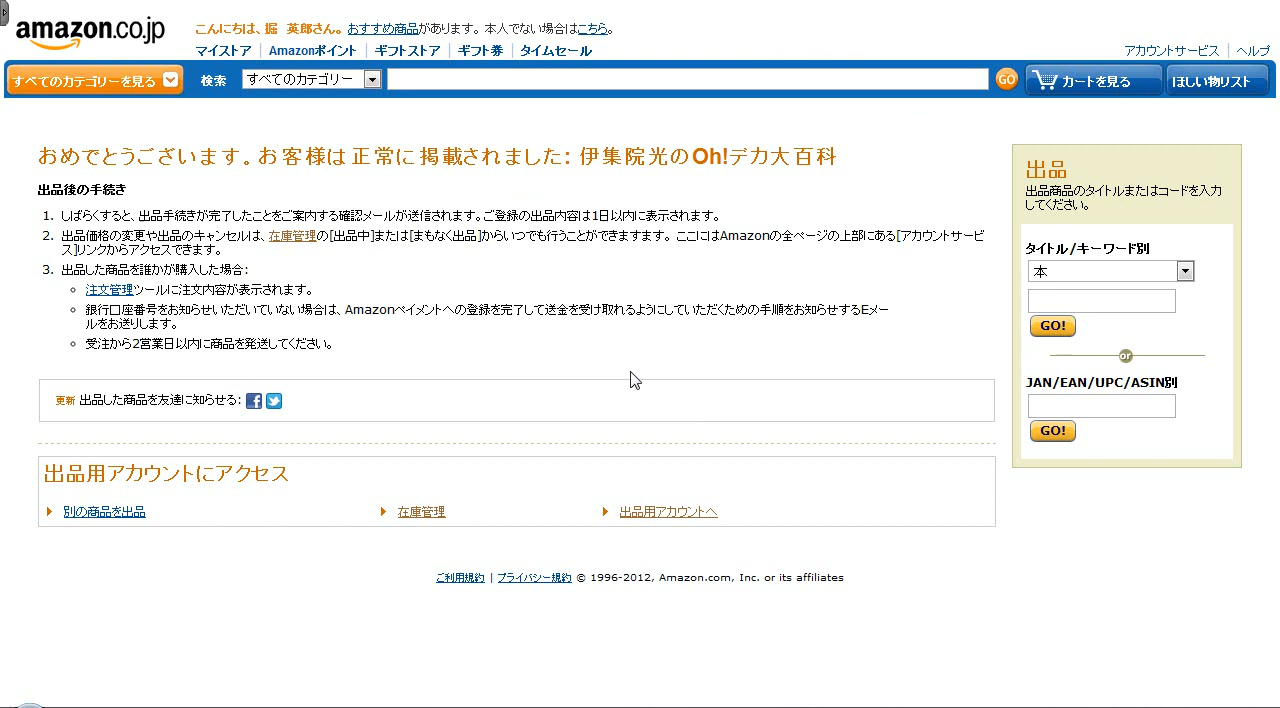 amazon.co.jp
こんにちは、堀 英郎さん。 おすすめ商品があります。 本人でない場合はこちら。
マイストア | Amazonポイント | ギフトストア | ギフト券 | タイムセール
アカウントサービス | ヘルプ
すべてのカテゴリーを見る 検索 すべてのカテゴリー GO カートを見る ほしい物リスト
おめでとうございます。お客様は正常に掲載されました: 伊集院光のOh!デカ大百科
出品後の手続き
1. しばらくすると、出品手続きが完了したことをご案内する確認メールが送信されます。ご登録の出品内容は1日以内に表示されます。
2. 出品価格の変更や出品のキャンセルは、在庫管理の[出品中]または[まもなく出品]からいつでも行うことができますます。 ここにはAmazonの全ページの上部にある[アカウントサービ
ス]リンクからアクセスできます。
3. 出品した商品を誰かが購入した場合:
注文管理ツールに注文内容が表示されます。
銀行口座番号をお知らせいただいていない場合は、Amazonペイメントへの登録を完了して送金を受け取れるようにしていただくための手順をお知らせするEメー
ルをお送りします。
受注から2営業日以内に商品を発送してください。
更新 出品した商品を友達に知らせる:
出品用アカウントにアクセス
別の商品を出品 在庫管理 出品用アカウントへ
出品
出品商品のタイトルまたはコードを入力
してください。
タイトル/キーワード別
本
GO!
or
JAN/EAN/UPC/ASIN別
GO!
ご利用規約 | プライバシー規約 © 1996-2012, Amazon.com, Inc. or its affiliates